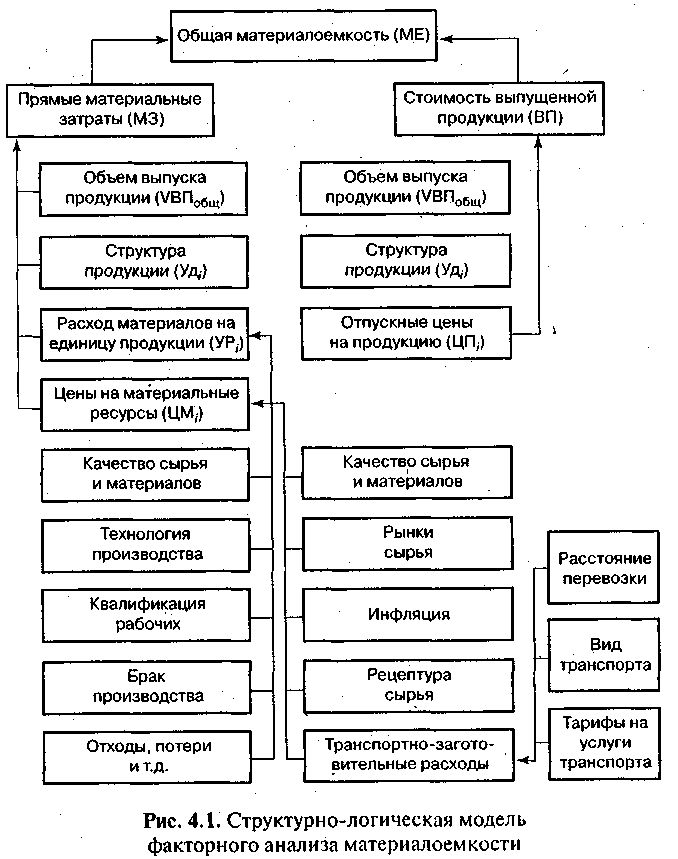 Общая материалоемкость (МЕ)
Прямые материальные
затраты (МЗ)
Стоимость выпущенной
продукции (ВП)
Объем выпуска
продукции (VВПобщ)
Объем выпуска
продукции (VВПобщ)
Структура
продукции (Удi)
Структура
продукции (Удi)
Расход материалов на
единицу продукции (УРi)
Отпускные цены
на продукцию (ЦПi)
Цены на материальные
ресурсы (ЦМi)
Качество сырья
и материалов
Качество сырья
и материалов
Технология
производства
Рынки
сырья
Расстояние
перевозки
Квалификация
рабочих
Инфляция
Вид
транспорта
Брак
производства
Рецептура
сырья
Отходы, потери
и т.д.
Транспортно-загото-
вительные расходы
Тарифы на
услуги
транспорта
Рис. 4.1. Структурно-логическая модель
факторного анализа материалоемкости